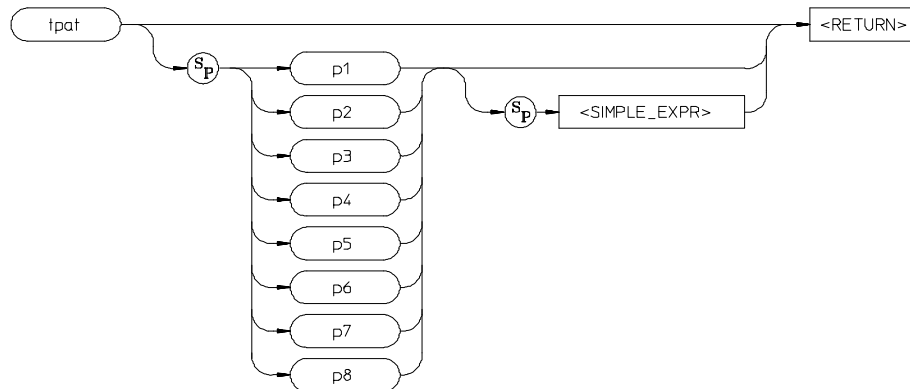 tpat
<RETURN>
SP
p1
p2
SP
<SIMPLE_EXPR>
p3
p4
p5
p6
p7
p8